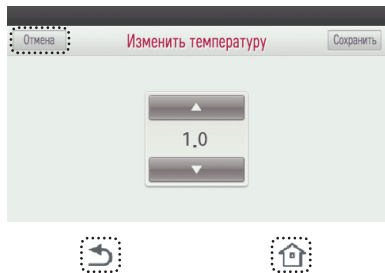 Отмена
Изменить температуру
Сохранить
1.0